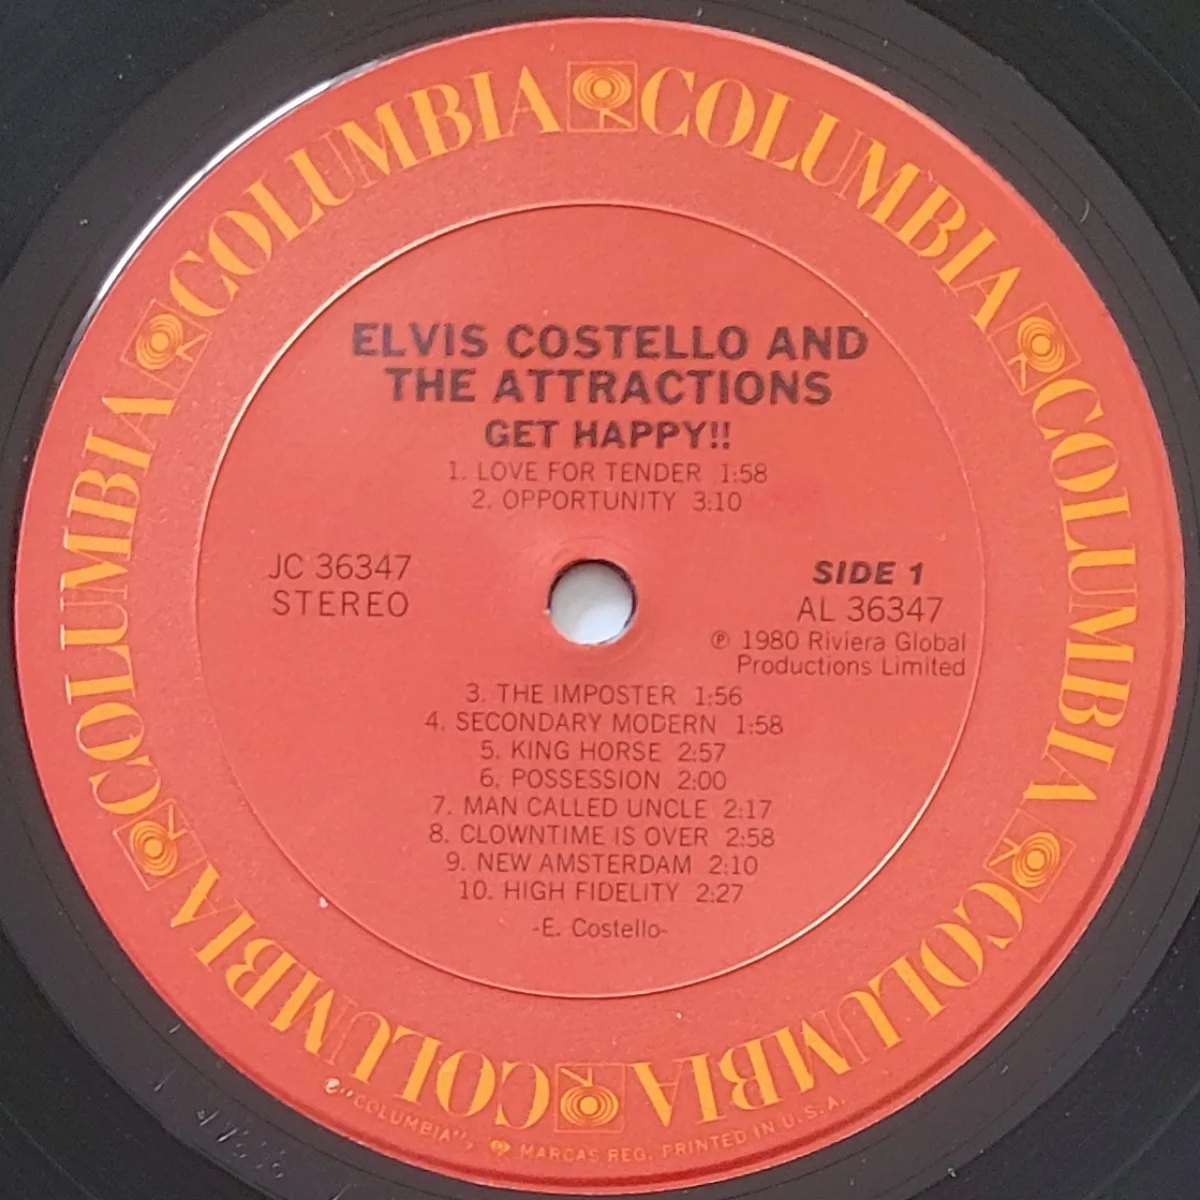 COLUMBIA COLUMBIA COLUMBIA COLUMBIA COLUMBIA COLUMBIA
ELVIS COSTELLO AND
THE ATTRACTIONS
GET HAPPY!!
1. LOVE FOR TENDER 1:58
2. OPPORTUNITY 3:10
JC 36347
STEREO
SIDE 1
AL 36347
℗ 1980 Riviera Global
Productions Limited
3. THE IMPOSTER 1:56
4. SECONDARY MODERN 1:58
5. KING HORSE 2:57
6. POSSESSION 2:00
7. MAN CALLED UNCLE 2:17
8. CLOWNTIME IS OVER 2:58
9. NEW AMSTERDAM 2:10
10. HIGH FIDELITY 2:27
-E. Costello-
"COLUMBIA", MARCAS REG. PRINTED IN U.S.A.